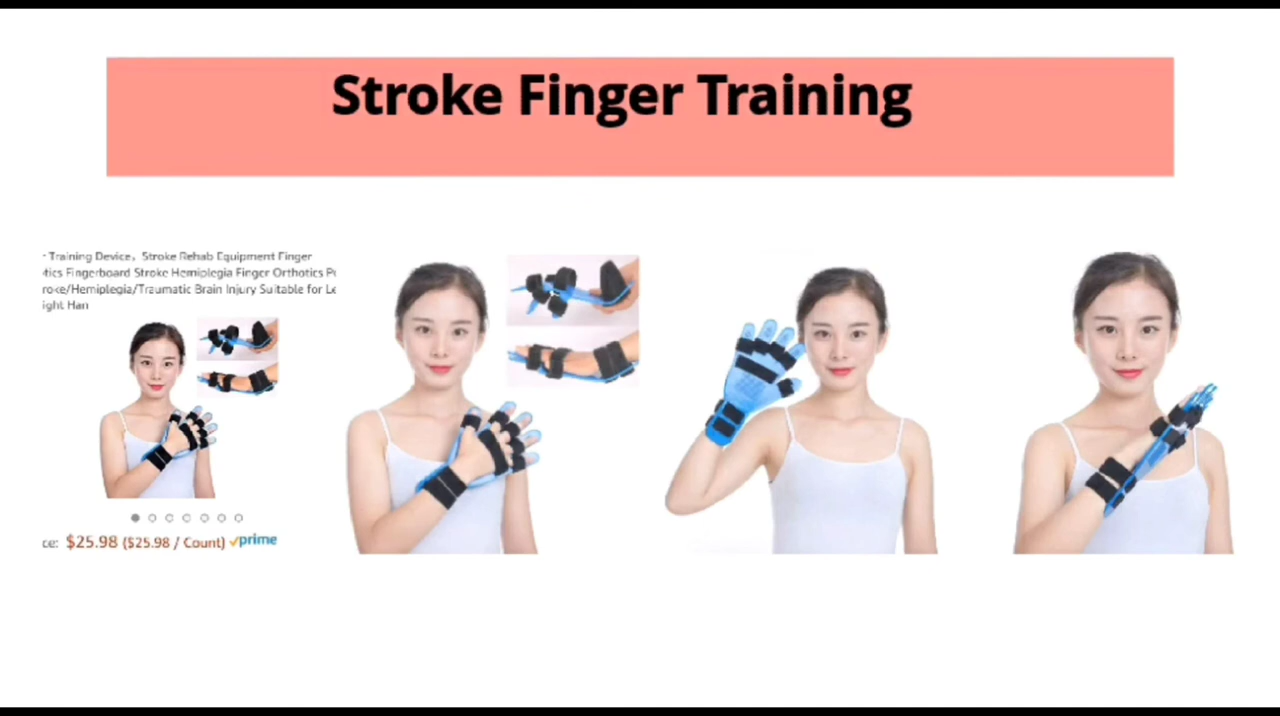 Stroke Finger Training
- Training Device, Stroke Rehab Equipment Finger
tics Fingerboard Stroke Hemiplegia Finger Orthotics
roke/Hemiplegia/Traumatic Brain Injury Suitable for
ight Han
ce: $25.98 ($25.98 / Count) prime